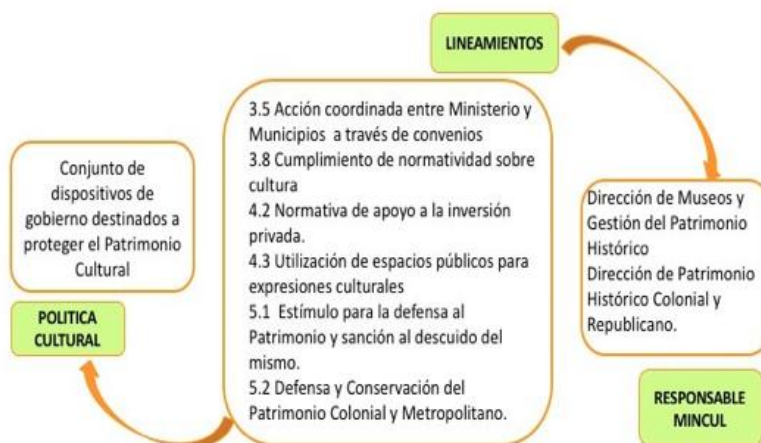 LINEAMIENTOS
Conjunto de
dispositivos de
gobierno destinados a
proteger el Patrimonio
Cultural
POLITICA
CULTURAL
3.5 Acción coordinada entre Ministerio y
Municipios a través de convenios
3.8 Cumplimiento de normatividad sobre
cultura
4.2 Normativa de apoyo a la inversión
privada.
4.3 Utilización de espacios públicos para
expresiones culturales
5.1 Estímulo para la defensa al
Patrimonio y sanción al descuido del
mismo.
5.2 Defensa y Conservación del
Patrimonio Colonial y Metropolitano.
Dirección de Museos y
Gestión del Patrimonio
Histórico
Dirección de Patrimonio
Histórico Colonial y
Republicano.
RESPONSABLE
MINCUL